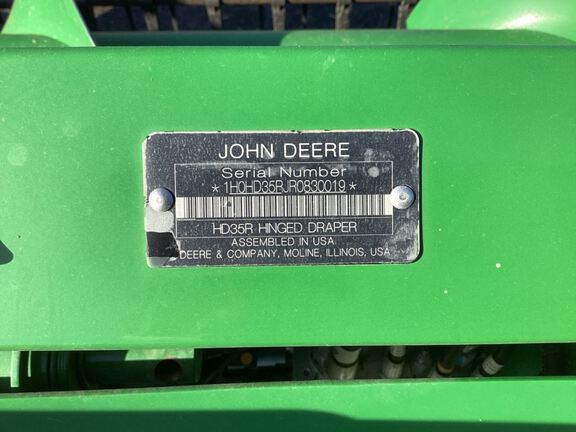 JOHN DEERE
Serial Number
*1H0HD35RJR0830019*
HD35R HINGED DRAPER
ASSEMBLED IN USA
DEERE & COMPANY, MOLINE, ILLINOIS, USA